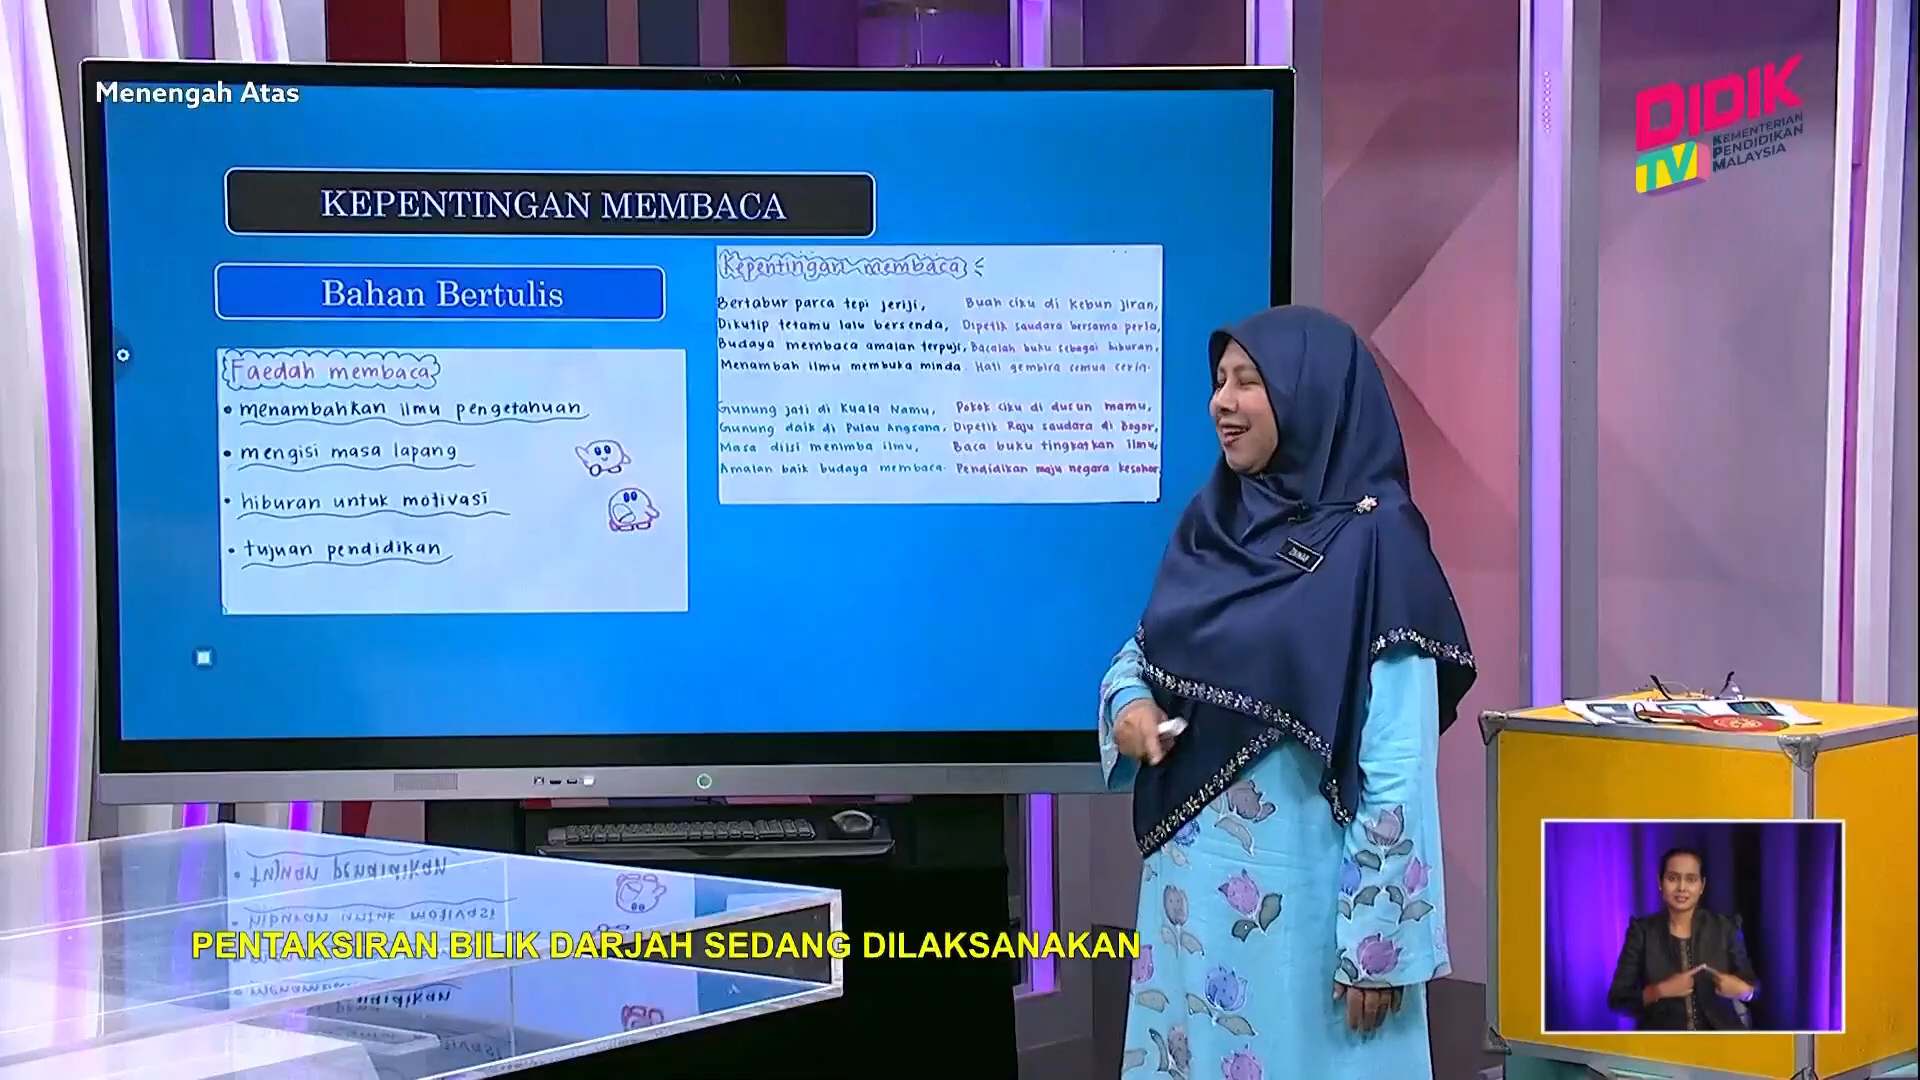 Menengah Atas
DIDIK
TV
KEMENTERIAN
PENDIDIKAN
MALAYSIA
KEPENTINGAN MEMBACA
Bahan Bertulis
Faedah membaca
• menambahkan ilmu pengetahuan
• mengisi masa lapang
• hiburan untuk motivasi
• tujuan pendidikan
Kepentingan membaca
Bertabur parca tepi jeriji,
Dikutip tetamu lalu bersenda,
Budaya membaca amalan terpuji,
Menambah ilmu membuka minda.
Buah ciku di kebun jiran,
Dipetik saudara bersama peria,
Bacalah buku sebagai hiburan,
Hati gembira semua ceria.
Gunung jati di Kuala Namu,
Gunung daik di Pulau Angsana,
Masa diisi menimba ilmu,
Amalan baik budaya membaca.
Pokok ciku di dusun mamu,
Dipetik Raju saudara di Bogor,
Baca buku tingkatkan ilmu,
Pendidikan maju negara kesohor.
PENTAKSIRAN BILIK DARJAH SEDANG DILAKSANAKAN